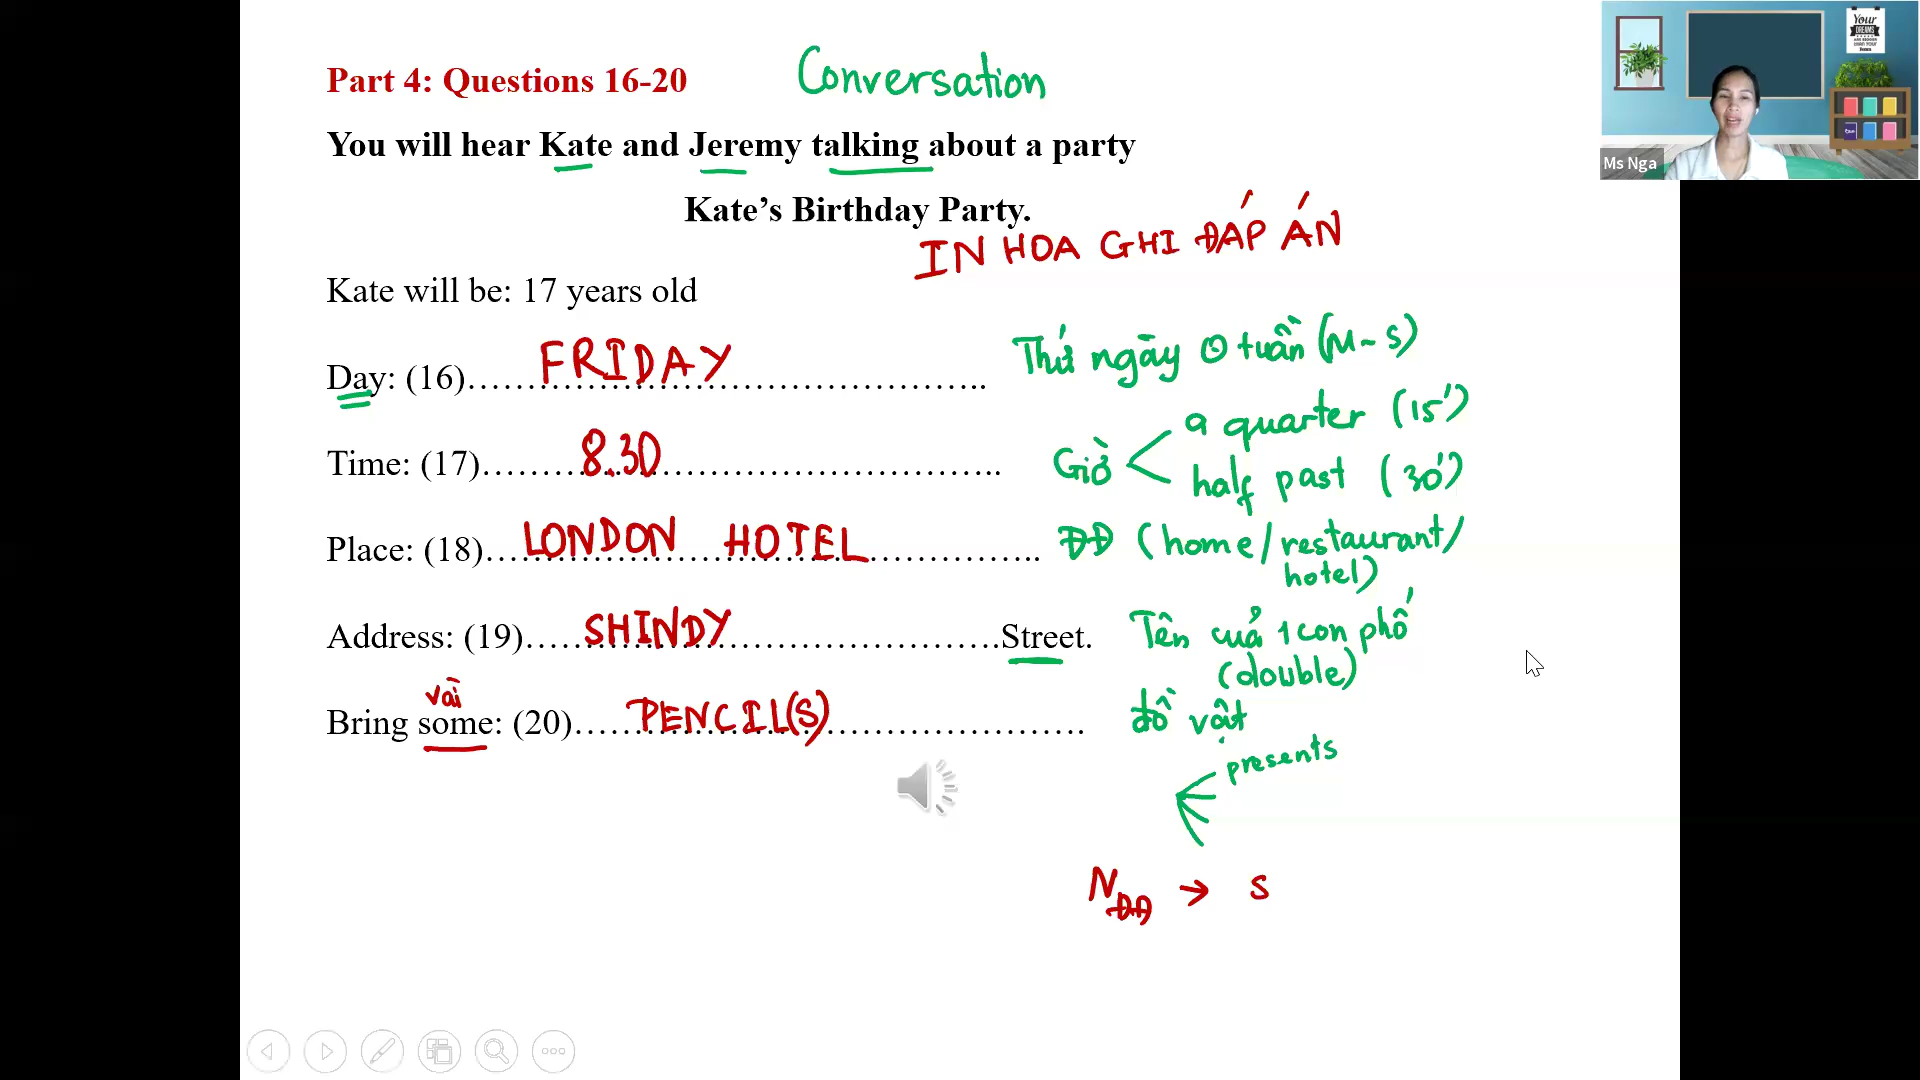 Part 4: Questions 16-20 Conversation
You will hear Kate and Jeremy talking about a party
Kate's Birthday Party.
IN HOA GHI ĐÁP ÁN
Kate will be: 17 years old
Day: (16)……FRIDAY…….. Thứ ngày tuần (M - S)
Time: (17)……8.30…….. Giờ a quarter (15')
half past (30')
Place: (18)……LONDON HOTEL…….. ĐĐ (home/restaurant/
hotel)
Address: (19)……SHINDY……Street. Tên của 1 con phố
(double)
vài
Bring some: (20)……PENCIL(S)……. đồ vật
presents
N ĐĐ → S
Ms Nga
Your
DREAMS